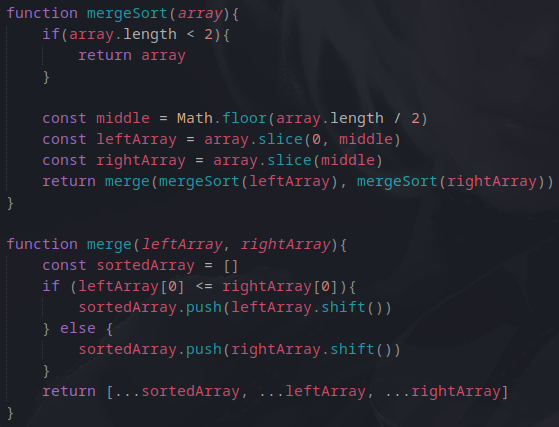 function mergeSort(array){
    if(array.length < 2){
        return array
    }

    const middle = Math.floor(array.length / 2)
    const leftArray = array.slice(0, middle)
    const rightArray = array.slice(middle)
    return merge(mergeSort(leftArray), mergeSort(rightArray))
}

function merge(leftArray, rightArray){
    const sortedArray = []
    if (leftArray[0] <= rightArray[0]){
        sortedArray.push(leftArray.shift())
    } else {
        sortedArray.push(rightArray.shift())
    }
    return [...sortedArray, ...leftArray, ...rightArray]
}